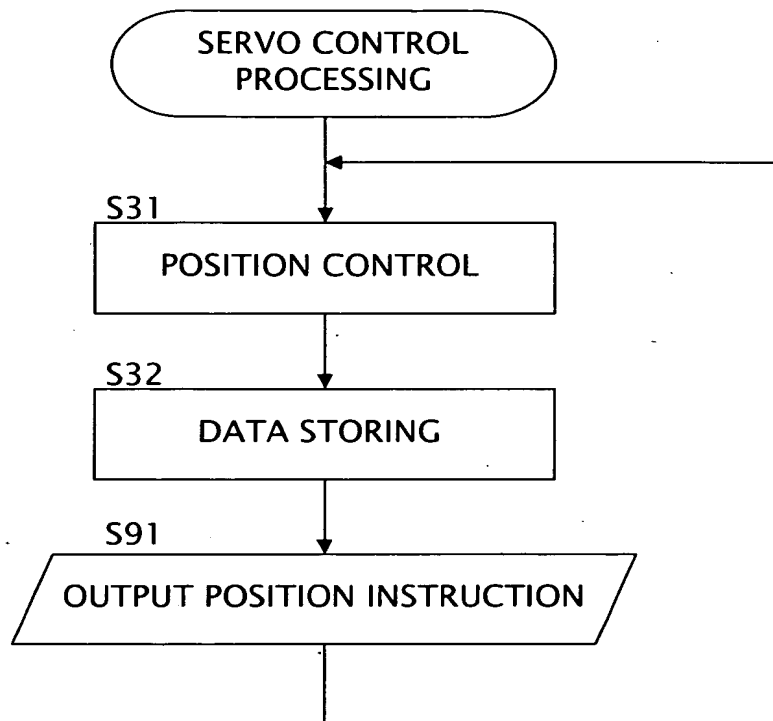 SERVO CONTROL
PROCESSING
S31
POSITION CONTROL
S32
DATA STORING
S91
OUTPUT POSITION INSTRUCTION